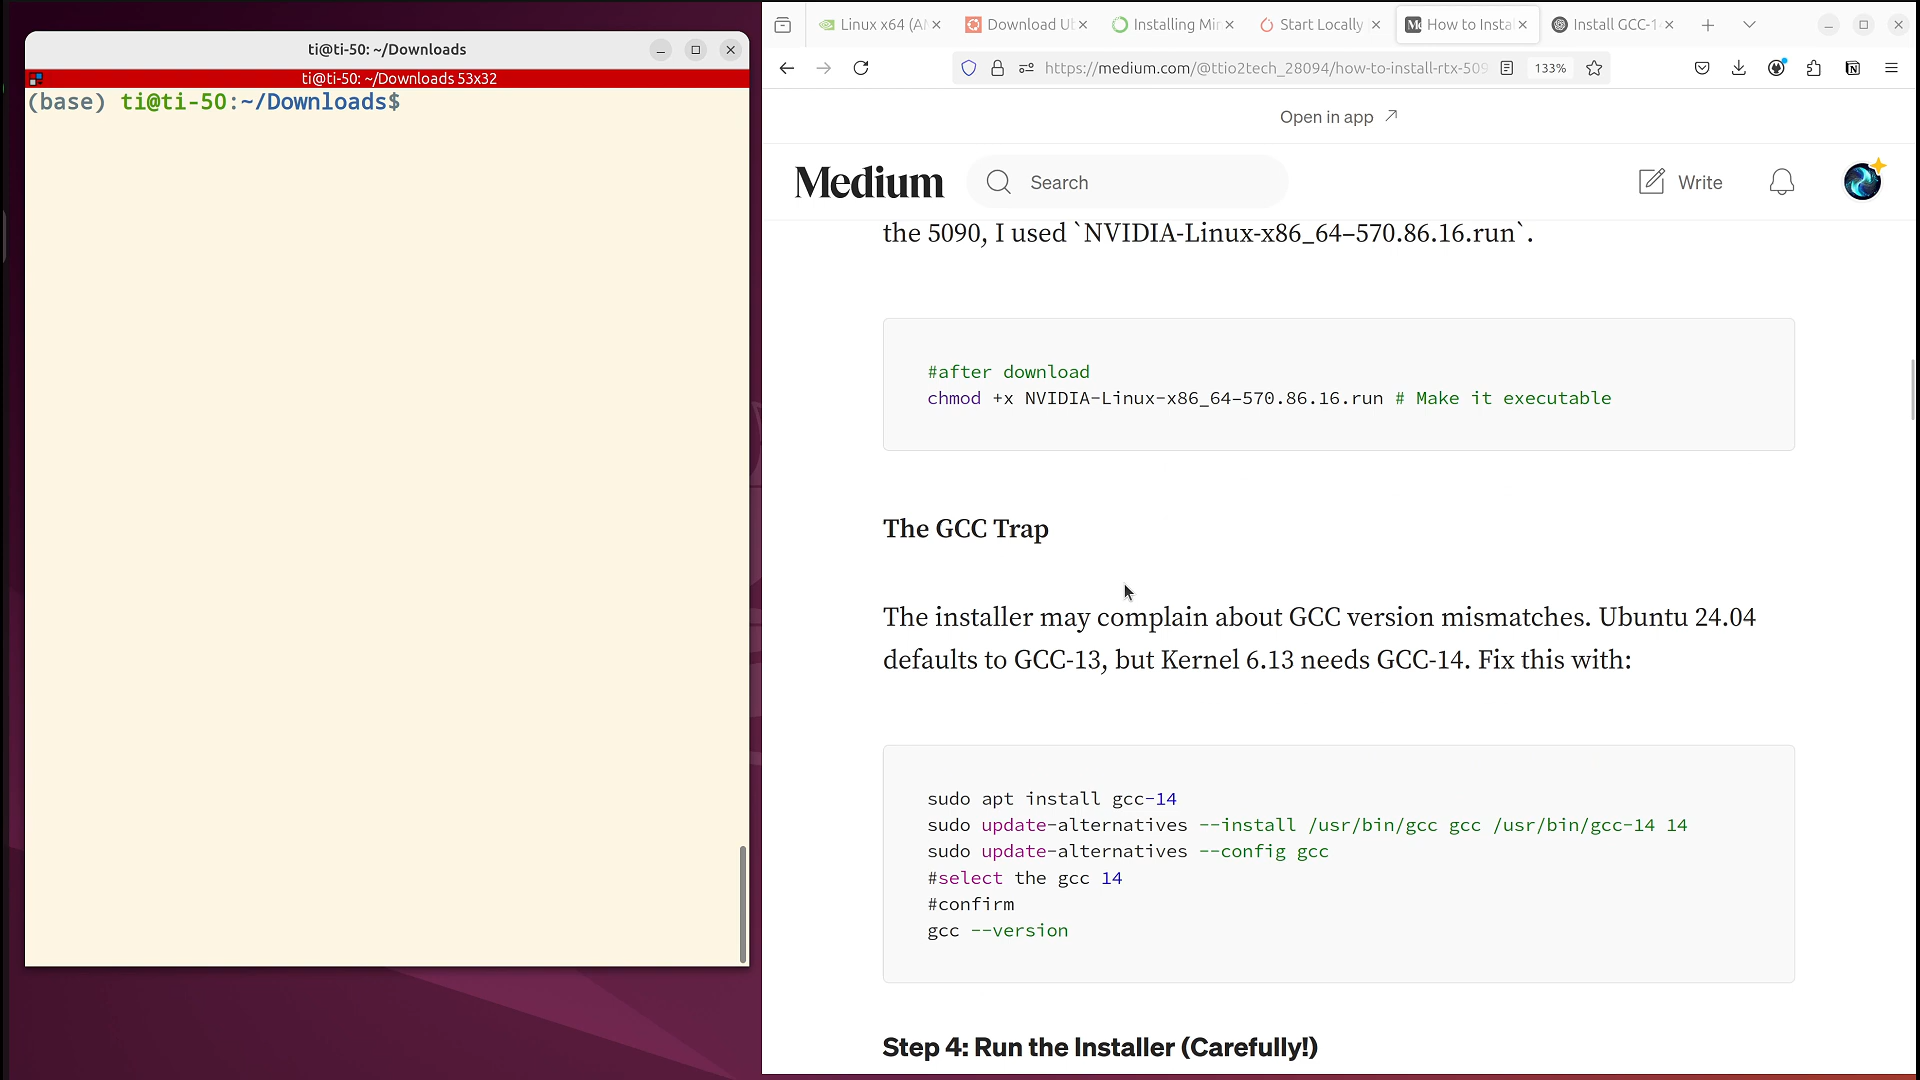 ti@ti-50: ~/Downloads
ti@ti-50: ~/Downloads 53x32
(base) ti@ti-50:~/Downloads$
Linux x64 (A
Download U
Installing Mi
Start Locally
How to Insta
Install GCC-1
https://medium.com/@ttio2tech_28094/how-to-install-rtx-509
133%
Open in app
Medium
Search
Write
the 5090, I used `NVIDIA-Linux-x86_64–570.86.16.run`.
#after download
chmod +x NVIDIA-Linux-x86_64–570.86.16.run # Make it executable
The GCC Trap
The installer may complain about GCC version mismatches. Ubuntu 24.04
defaults to GCC-13, but Kernel 6.13 needs GCC-14. Fix this with:
sudo apt install gcc-14
sudo update-alternatives --install /usr/bin/gcc gcc /usr/bin/gcc-14 14
sudo update-alternatives --config gcc
#select the gcc 14
#confirm
gcc --version
Step 4: Run the Installer (Carefully!)